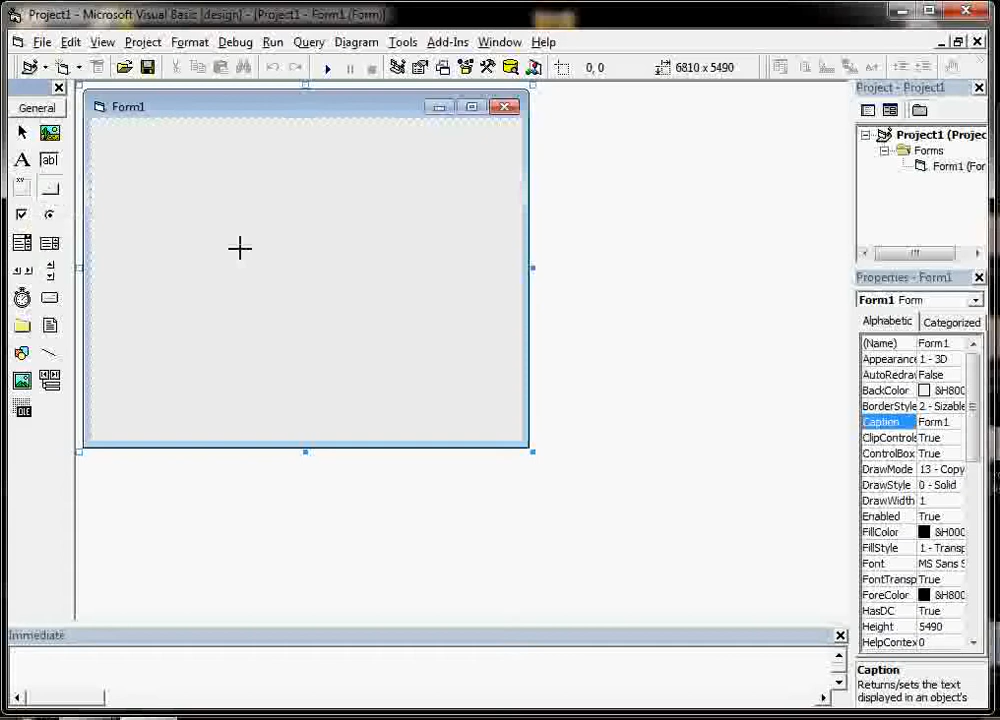 Project1 - Microsoft Visual Basic [design] - [Project1 - Form1 (Form)]
File Edit View Project Format Debug Run Query Diagram Tools Add-Ins Window Help
0, 0
6810 x 5490
General
A
ab|
xy
OLE
Form1
Project - Project1
Project1 (Projec
Forms
Form1 (For
Properties - Form1
Form1 Form
Alphabetic Categorized
(Name) Form1
Appearanc 1 - 3D
AutoRedra False
BackColor &H800
BorderStyle 2 - Sizable
Caption Form1
ClipControls True
ControlBox True
DrawMode 13 - Copy
DrawStyle 0 - Solid
DrawWidth 1
Enabled True
FillColor &H000
FillStyle 1 - Transp
Font MS Sans S
FontTransp True
ForeColor &H800
HasDC True
Height 5490
HelpContex 0
Caption
Returns/sets the text
displayed in an object's
Immediate